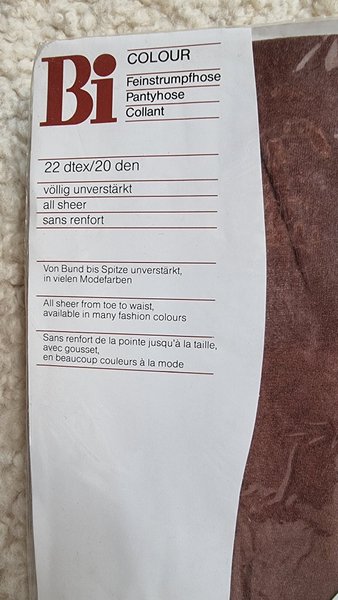 Bi
COLOUR
Feinstrumpfhose
Pantyhose
Collant
22 dtex/20 den
völlig unverstärkt
all sheer
sans renfort
Von Bund bis Spitze unverstärkt,
in vielen Modefarben
All sheer from toe to waist,
available in many fashion colours
Sans renfort de la pointe jusqu'à la taille,
avec gousset,
en beaucoup couleurs à la mode